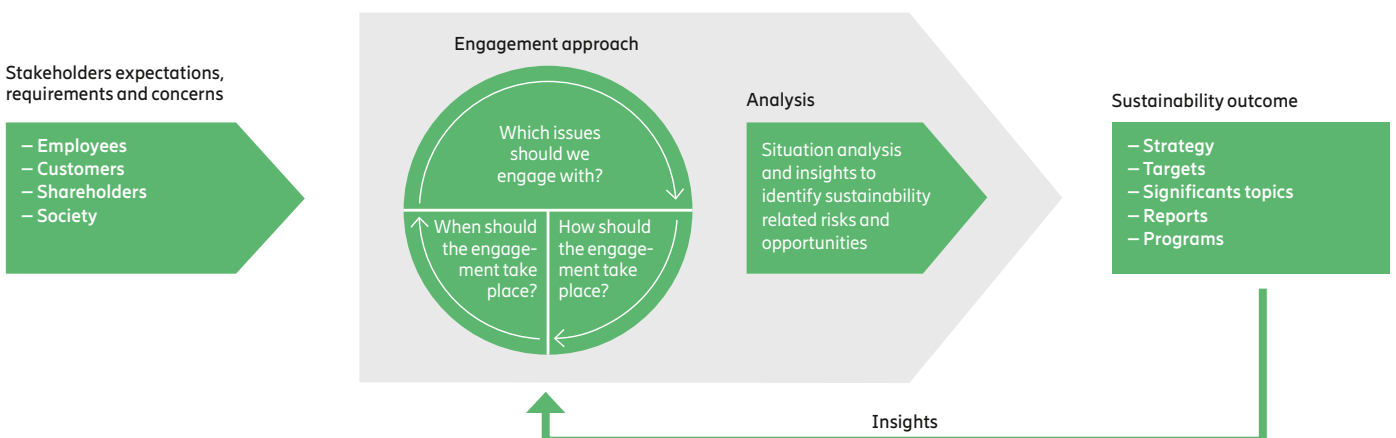 Stakeholders expectations,
requirements and concerns
– Employees
– Customers
– Shareholders
– Society
Engagement approach
Which issues
should we
engage with?
When should
the engage-
ment take
place?
How should
the engage-
ment take
place?
Analysis
Situation analysis
and insights to
identify sustainability
related risks and
opportunities
Sustainability outcome
– Strategy
– Targets
– Significants topics
– Reports
– Programs
Insights